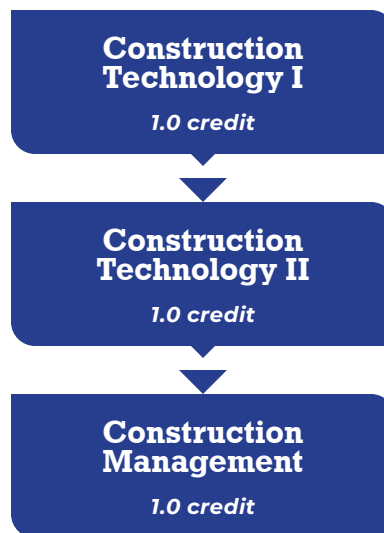 Construction
Technology I
1.0 credit
Construction
Technology II
1.0 credit
Construction
Management
1.0 credit